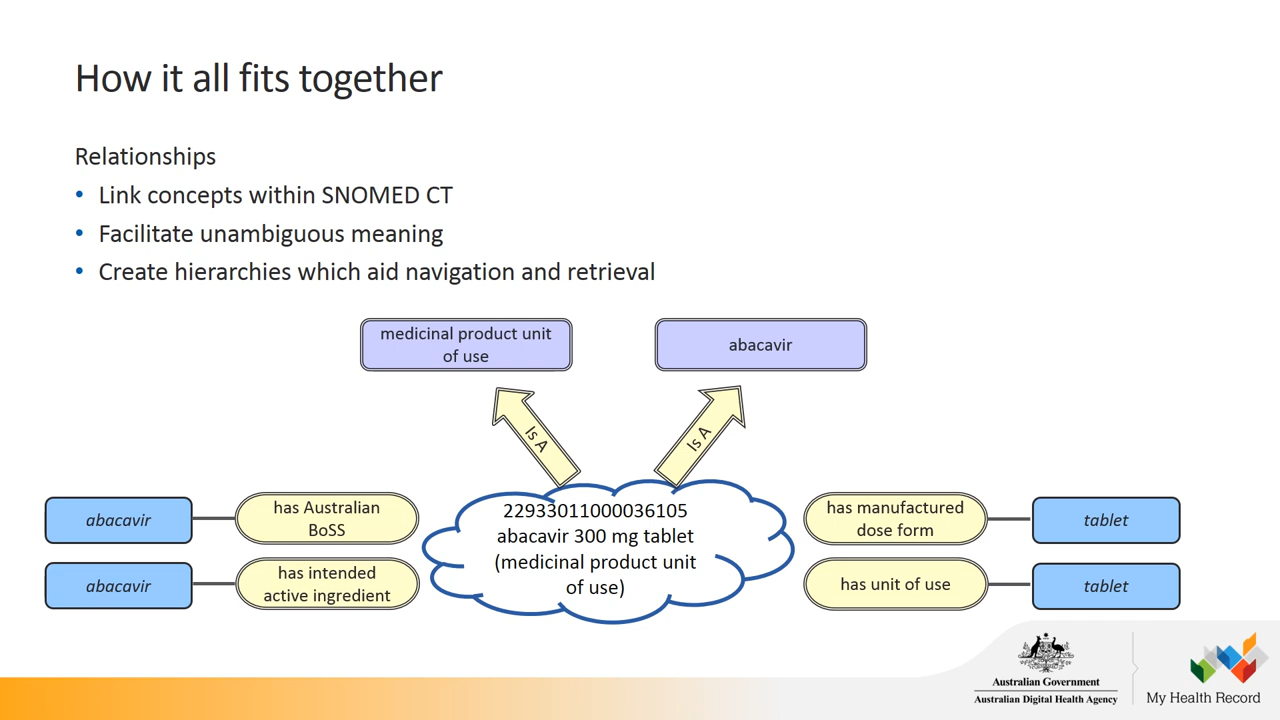 How it all fits together
Relationships
• Link concepts within SNOMED CT
• Facilitate unambiguous meaning
• Create hierarchies which aid navigation and retrieval
medicinal product unit
of use
abacavir
Is A
Is A
abacavir
has Australian
BoSS
abacavir
has intended
active ingredient
22933011000036105
abacavir 300 mg tablet
(medicinal product unit
of use)
has manufactured
dose form
tablet
has unit of use
tablet
Australian Government
Australian Digital Health Agency
My Health Record